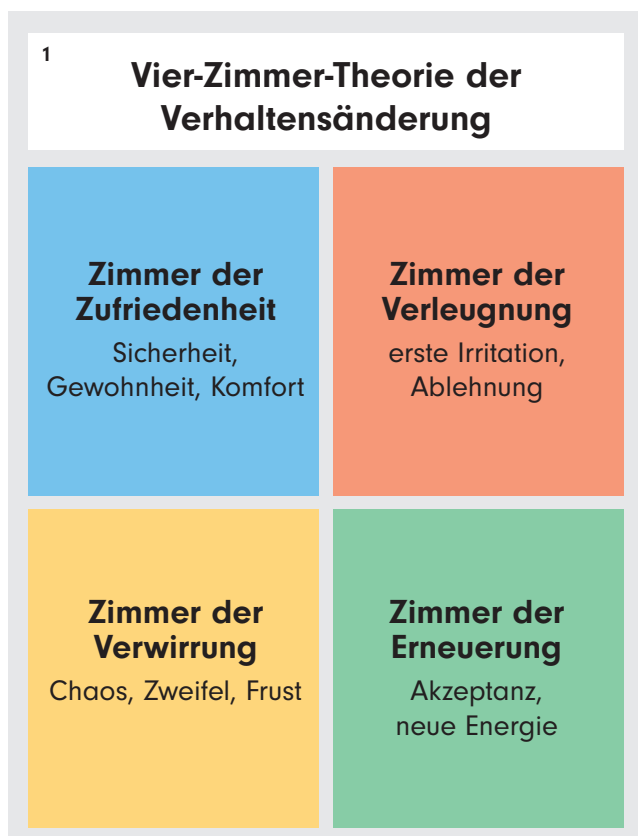 1
Vier-Zimmer-Theorie der
Verhaltensänderung
Zimmer der
Zufriedenheit
Sicherheit,
Gewohnheit, Komfort
Zimmer der
Verleugnung
erste Irritation,
Ablehnung
Zimmer der
Verwirrung
Chaos, Zweifel, Frust
Zimmer der
Erneuerung
Akzeptanz,
neue Energie